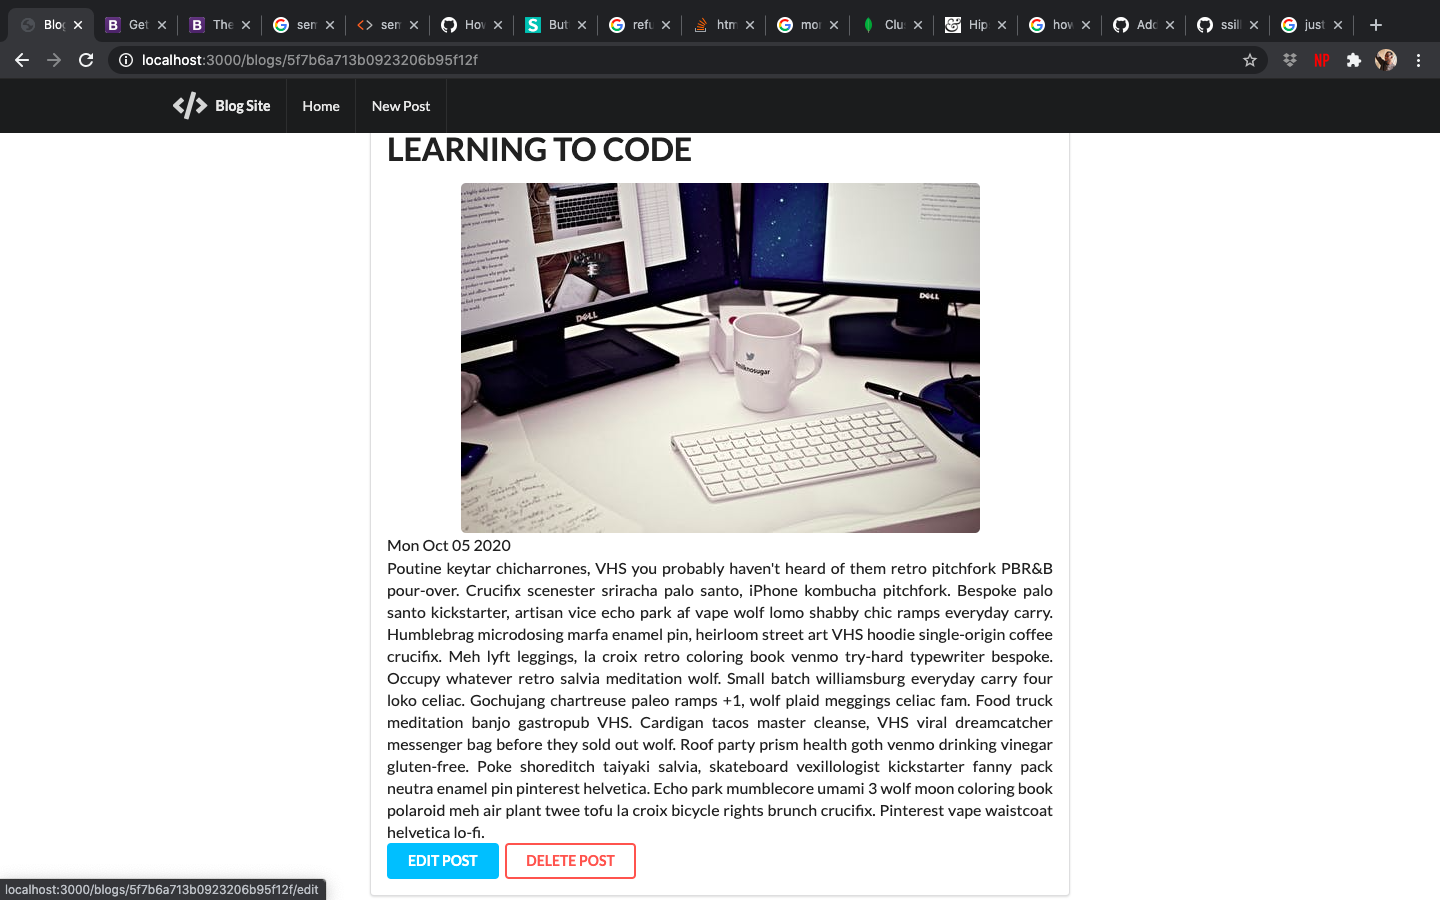 Blog
Get
The
sem
sem
How
But
refu
htm
mor
Clus
Hip
how
Add
ssill
just
localhost:3000/blogs/5f7b6a713b0923206b95f12f
NP
Blog Site
Home
New Post
LEARNING TO CODE
DELL
DELL
Mon Oct 05 2020
Poutine keytar chicharrones, VHS you probably haven't heard of them retro pitchfork PBR&B
pour-over. Crucifix scenester sriracha palo santo, iPhone kombucha pitchfork. Bespoke palo
santo kickstarter, artisan vice echo park af vape wolf lomo shabby chic ramps everyday carry.
Humblebrag microdosing marfa enamel pin, heirloom street art VHS hoodie single-origin coffee
crucifix. Meh lyft leggings, la croix retro coloring book venmo try-hard typewriter bespoke.
Occupy whatever retro salvia meditation wolf. Small batch williamsburg everyday carry four
loko celiac. Gochujang chartreuse paleo ramps +1, wolf plaid meggings celiac fam. Food truck
meditation banjo gastropub VHS. Cardigan tacos master cleanse, VHS viral dreamcatcher
messenger bag before they sold out wolf. Roof party prism health goth venmo drinking vinegar
gluten-free. Poke shoreditch taiyaki salvia, skateboard vexillologist kickstarter fanny pack
neutra enamel pin pinterest helvetica. Echo park mumblecore umami 3 wolf moon coloring book
polaroid meh air plant twee tofu la croix bicycle rights brunch crucifix. Pinterest vape waistcoat
helvetica lo-fi.
EDIT POST
DELETE POST
localhost:3000/blogs/5f7b6a713b0923206b95f12f/edit